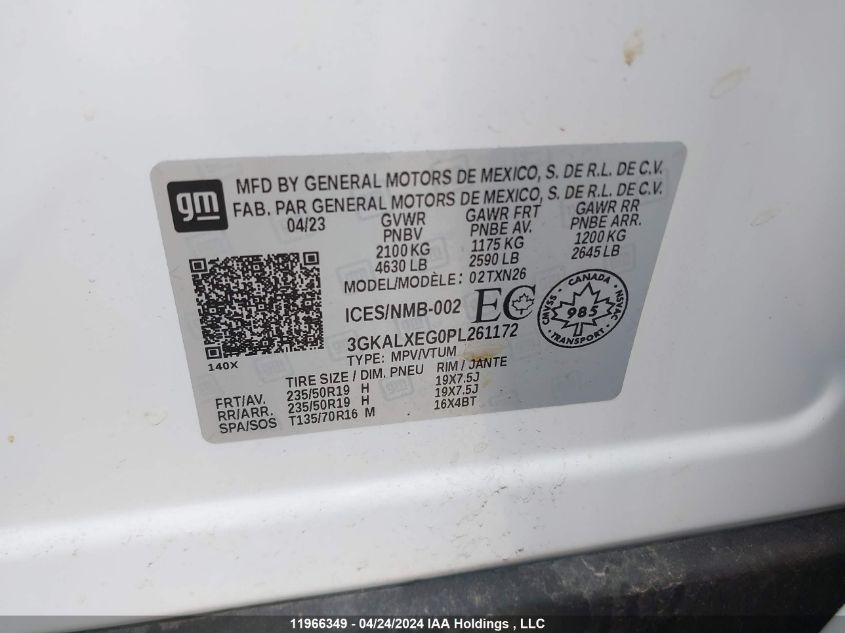 gm
MFD BY GENERAL MOTORS DE MEXICO, S. DE R.L. DE C.V.
FAB. PAR GENERAL MOTORS DE MEXICO, S. DE R.L. DE C.V.
04/23 GVWR GAWR FRT GAWR RR
PNBV PNBE AV. PNBE ARR.
2100 KG 1175 KG 1200 KG
4630 LB 2590 LB 2645 LB
MODEL/MODÈLE: 02TXN26
ICES/NMB-002 EC
CANADA
985
TRANSPORT
CMVSS
NSVAC
3GKALXEG0PL261172
140X
TYPE: MPV/VTUM
TIRE SIZE / DIM. PNEU RIM / JANTE
FRT/AV. 235/50R19 H 19X7.5J
RR/ARR. 235/50R19 H 19X7.5J
SPA/SOS T135/70R16 M 16X4BT
11966349 - 04/24/2024 IAA Holdings , LLC